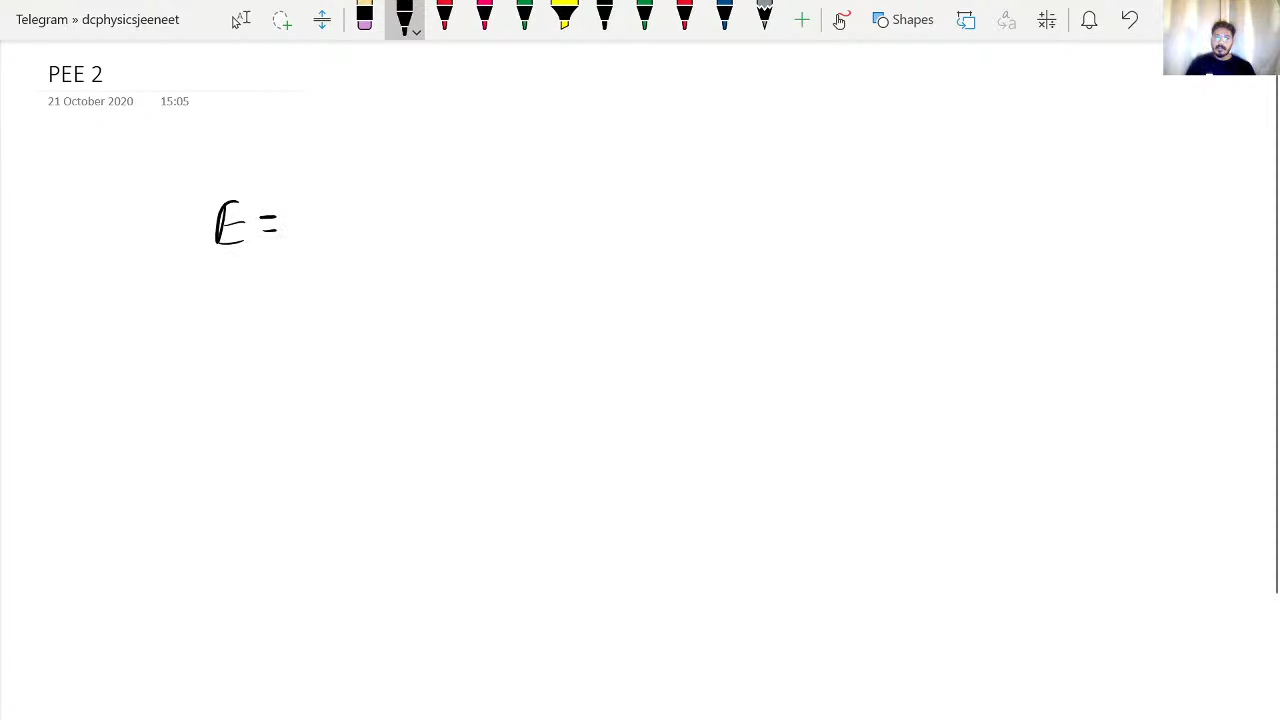 Telegram » dcphysicsjeeneet
Shapes
PEE 2
21 October 2020 15:05
E =